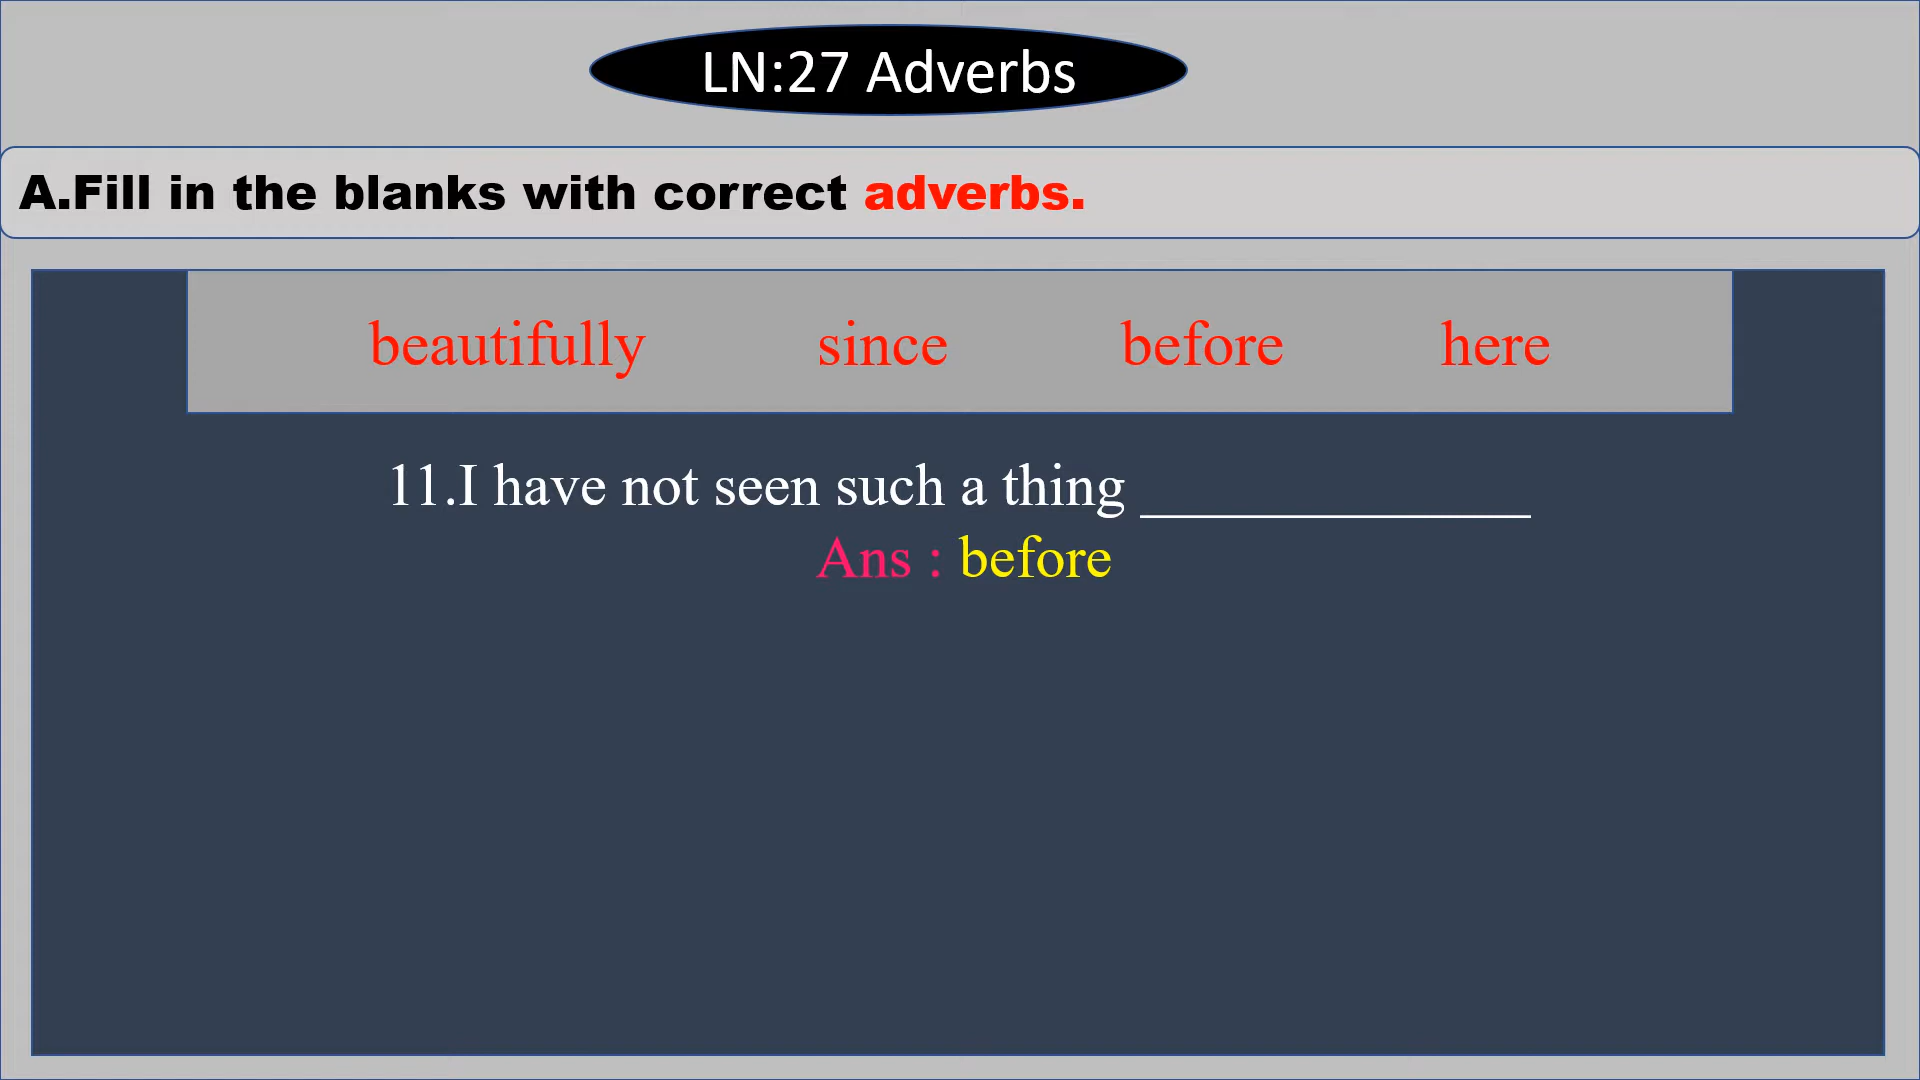 LN:27 Adverbs
A.Fill in the blanks with correct adverbs.
beautifully since before here
11.I have not seen such a thing _______________
Ans : before